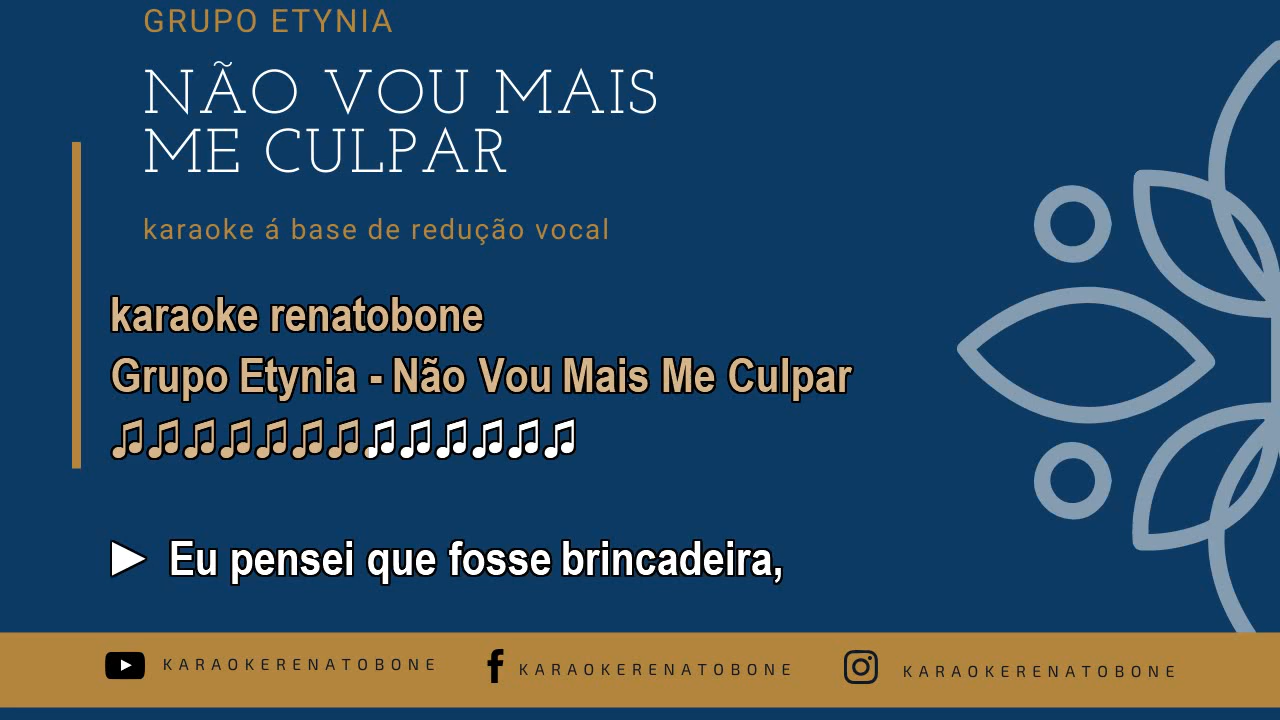 GRUPO ETYNIA
NÃO VOU MAIS
ME CULPAR
karaoke á base de redução vocal
karaoke renatobone
Grupo Etynia - Não Vou Mais Me Culpar
♫♫♫♫♫♫♫♫♫♫♫♫♫
► Eu pensei que fosse brincadeira,
KARAOKERENATOBONE KARAOKERENATOBONE KARAOKERENATOBONE